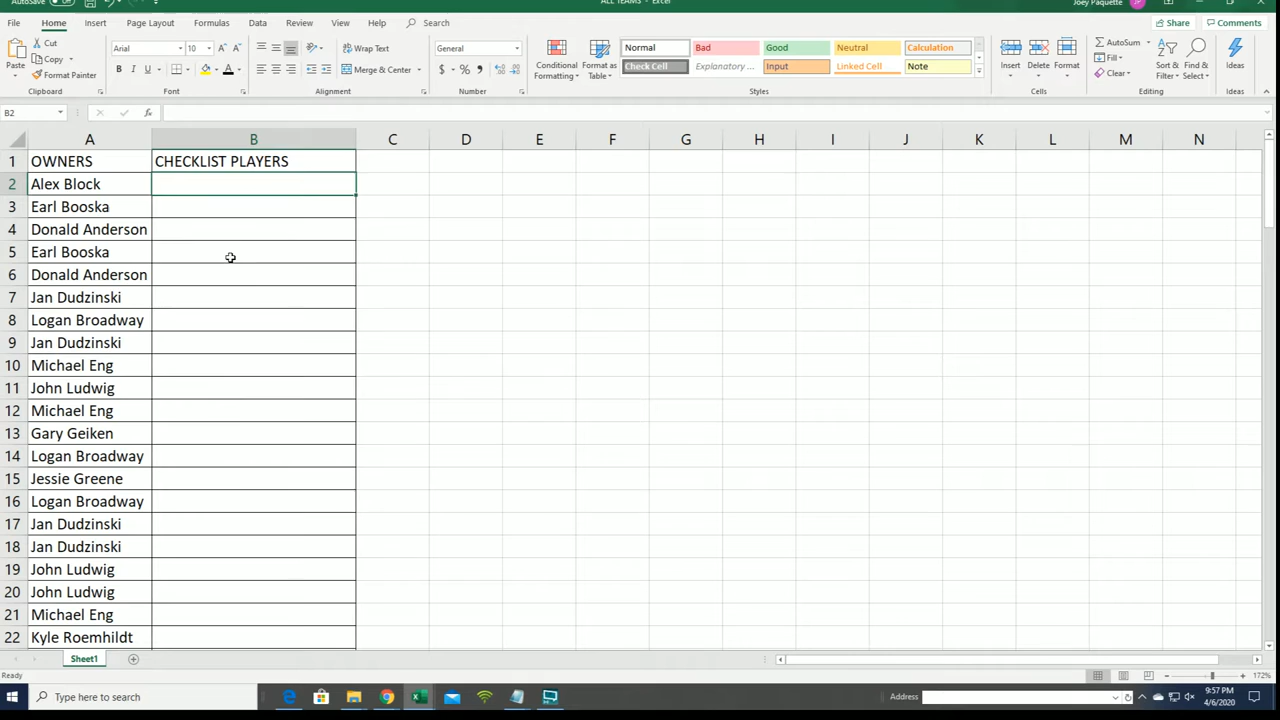 AutoSave Off
ALL TEAMS - Excel
Joey Paquette JP
File Home Insert Page Layout Formulas Data Review View Help Search Share Comments
Paste
Cut
Copy
Format Painter
Clipboard
Arial 10
B I U
Font
Wrap Text
Merge & Center
Alignment
General
$ % ,
Number
Conditional Formatting
Format as Table
Normal Bad Good Neutral Calculation
Check Cell Explanatory ... Input Linked Cell Note
Styles
Insert Delete Format
Cells
AutoSum
Fill
Clear
Sort & Filter
Find & Select
Editing
Ideas
Ideas
B2 fx
A B C D E F G H I J K L M N
1 OWNERS CHECKLIST PLAYERS
2 Alex Block
3 Earl Booska
4 Donald Anderson
5 Earl Booska
6 Donald Anderson
7 Jan Dudzinski
8 Logan Broadway
9 Jan Dudzinski
10 Michael Eng
11 John Ludwig
12 Michael Eng
13 Gary Geiken
14 Logan Broadway
15 Jessie Greene
16 Logan Broadway
17 Jan Dudzinski
18 Jan Dudzinski
19 John Ludwig
20 John Ludwig
21 Michael Eng
22 Kyle Roemhildt
Sheet1
Ready
172%
Type here to search
Address
9:57 PM
4/6/2020